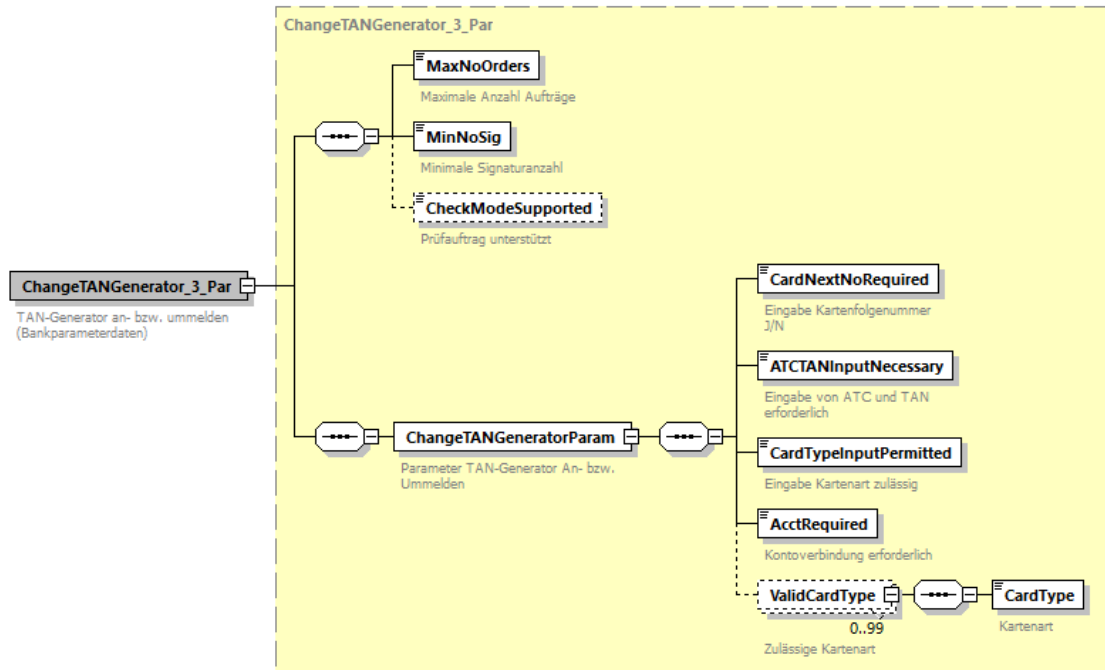 ChangeTANGenerator_3_Par
MaxNoOrders
Maximale Anzahl Aufträge
MinNoSig
Minimale Signaturanzahl
CheckModeSupported
Prüfauftrag unterstützt
ChangeTANGenerator_3_Par
TAN-Generator an- bzw. ummelden
(Bankparameterdaten)
ChangeTANGeneratorParam
Parameter TAN-Generator An- bzw.
Ummelden
CardNextNoRequired
Eingabe Kartenfolgenummer
J/N
ATCTANInputNecessary
Eingabe von ATC und TAN
erforderlich
CardTypeInputPermitted
Eingabe Kartenart zulässig
AcctRequired
Kontoverbindung erforderlich
ValidCardType
0..99
Zulässige Kartenart
CardType
Kartenart